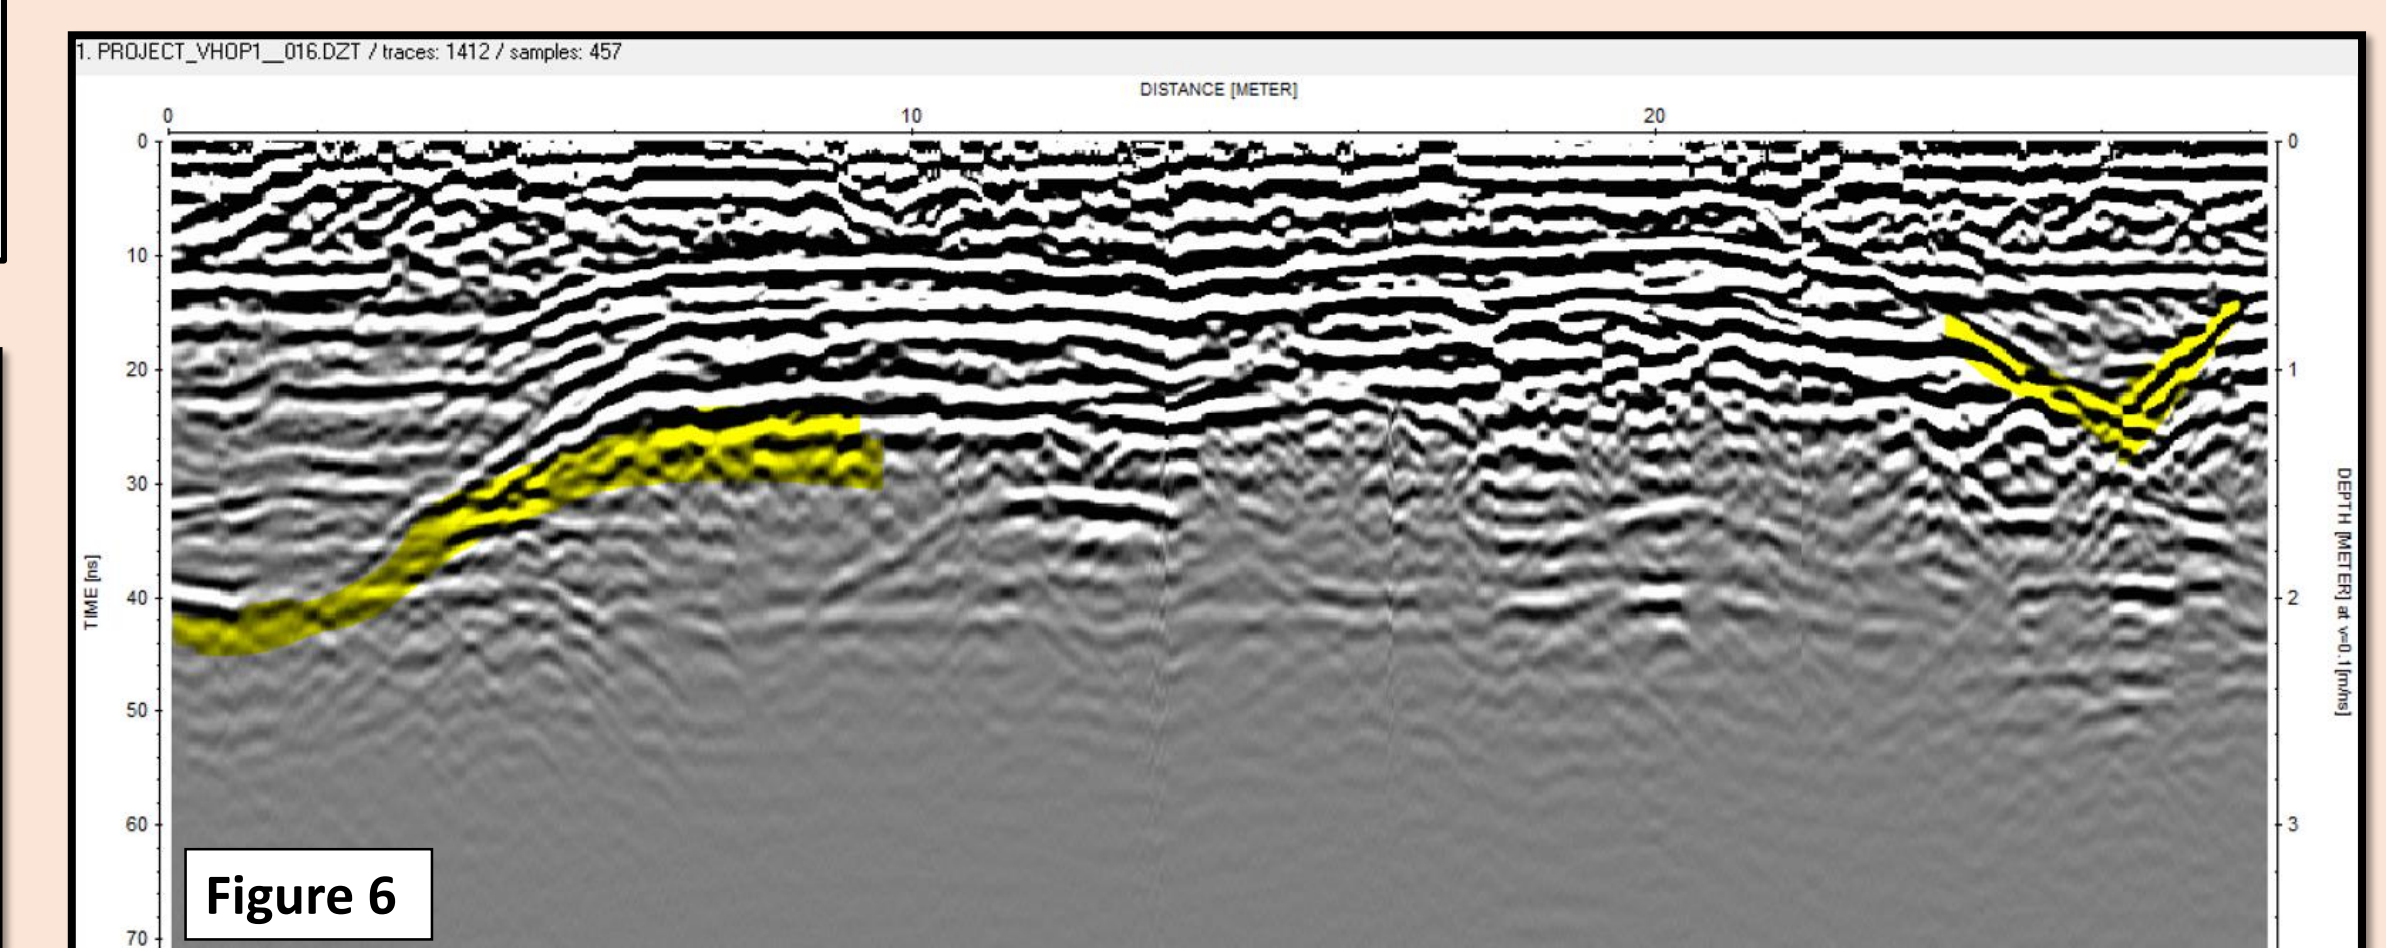 1. PROJECT_VHOP1__016.DZT / traces: 1412 / samples: 457
DISTANCE [METER]
0 10 20
0 0
10
20 1
30
40 2
50
60 3
70
TIME [ns]
DEPTH [METER] at v=0.1[m/ns]
Figure 6